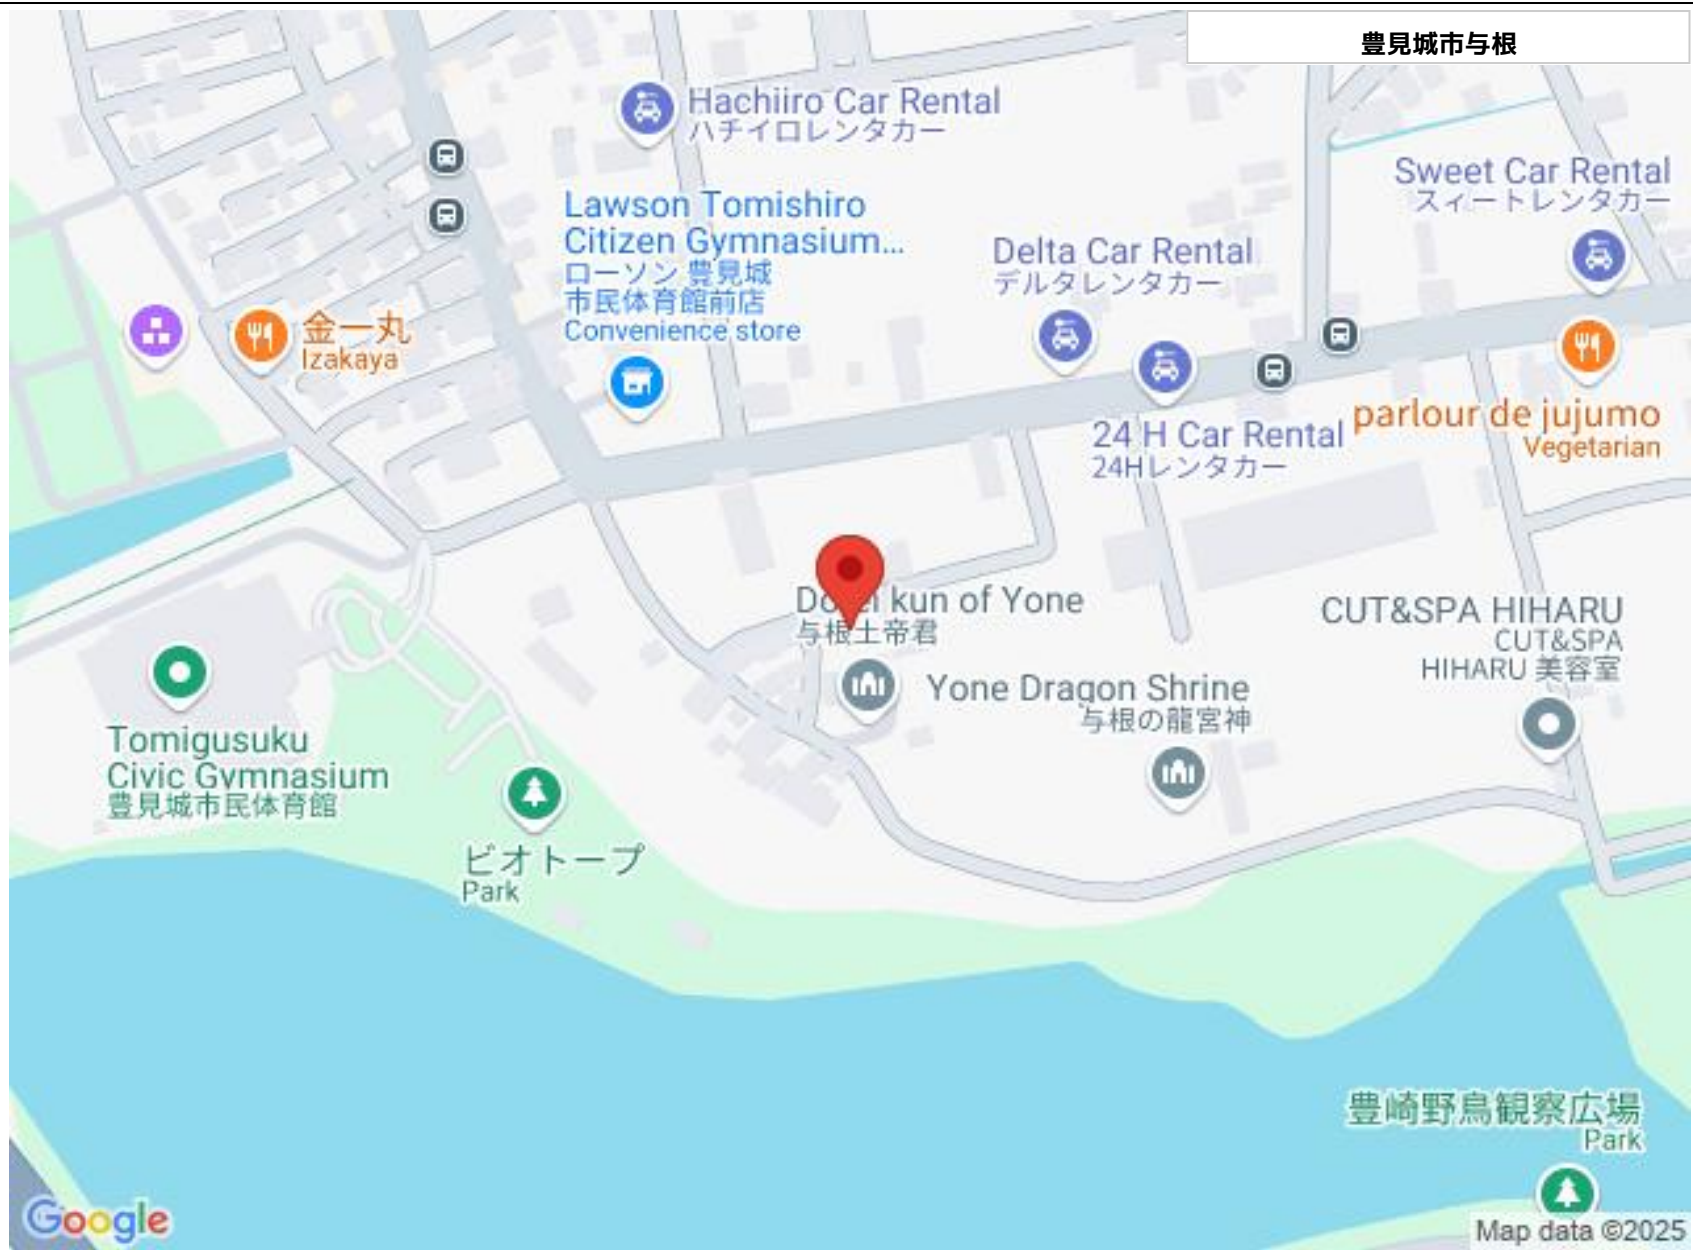 豊見城市与根
Hachiiro Car Rental
ハチイロレンタカー
Sweet Car Rental
スィートレンタカー
Lawson Tomishiro
Citizen Gymnasium...
ローソン 豊見城
市民体育館前店
Convenience store
Delta Car Rental
デルタレンタカー
金一丸
Izakaya
24 H Car Rental
24Hレンタカー
parlour de jujumo
Vegetarian
kun of Yone
与根土帝君
CUT&SPA HIHARU
CUT&SPA
HIHARU 美容室
Yone Dragon Shrine
与根の龍宮神
Tomigusuku
Civic Gymnasium
豊見城市民体育館
ビオトープ
Park
豊崎野鳥観察広場
Park
Google
Map data ©2025